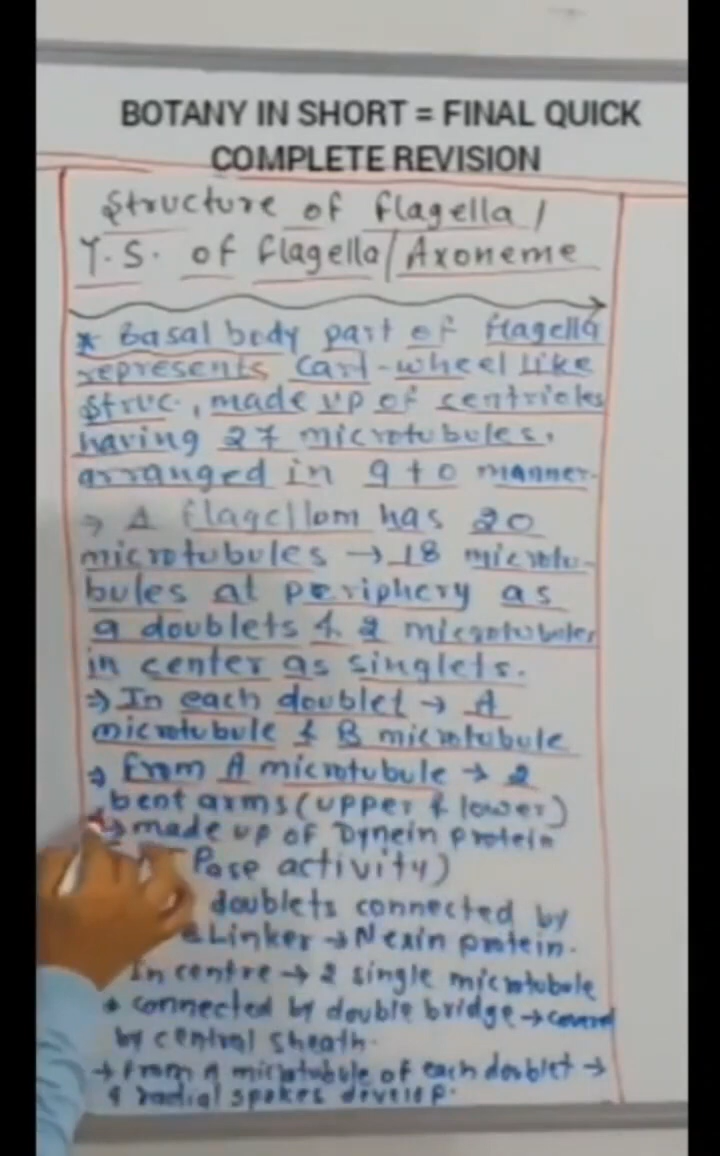 BOTANY IN SHORT = FINAL QUICK
COMPLETE REVISION
Structure of flagella /
T.S. of flagella/Axoneme
* Basal body part of flagella
represents cart-wheel like
struc., made up of centrioles
having 27 microtubules,
arranged in 9+0 manner.
⇒ A flagellum has 20
microtubules → 18 microtu-
bules at periphery as
9 doublets & 2 microtubules
in center as singlets.
⇒ In each doublet → A
microtubule & B microtubule
⇒ from A microtubule → 2
bent arms (upper & lower)
↳ made up of Dynein protein
Pase activity)
doublets connected by
Linker → Nexin protein.
In centre → 2 single microtubule
* connected by double bridge → covered
by central sheath.
→ From A microtubule of each doublet →
9 radial spokes develop.